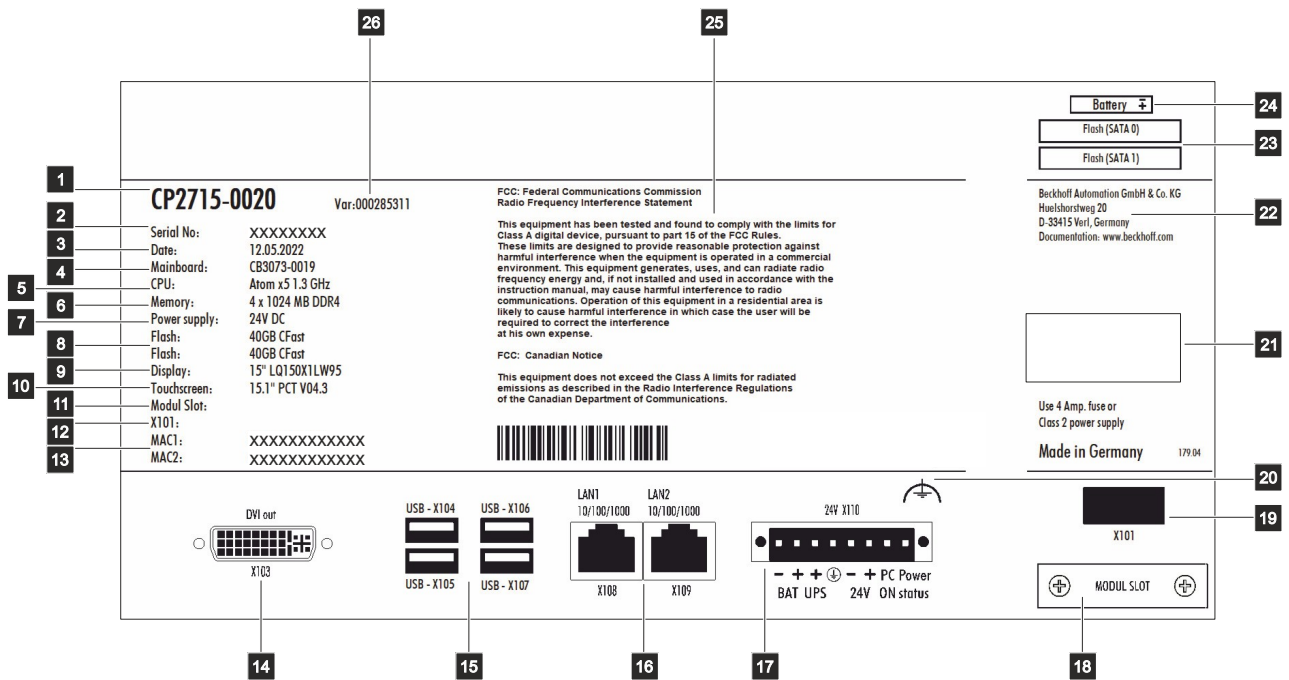 26
25
24
Battery
Flash (SATA 0)
23
Flash (SATA 1)
1
CP2715-0020
Var:000285311
2
Serial No: XXXXXXXX
3
Date: 12.05.2022
4
Mainboard: CB3073-0019
5
CPU: Atom x5 1.3 GHz
6
Memory: 4 x 1024 MB DDR4
7
Power supply: 24V DC
8
Flash: 40GB CFast
Flash: 40GB CFast
9
Display: 15" LQ150X1LW95
10
Touchscreen: 15.1" PCT V04.3
11
Modul Slot:
12
X101:
13
MAC1: XXXXXXXXXXXX
MAC2: XXXXXXXXXXXX
FCC: Federal Communications Commission
Radio Frequency Interference Statement
This equipment has been tested and found to comply with the limits for
Class A digital device, pursuant to part 15 of the FCC Rules.
These limits are designed to provide reasonable protection against
harmful interference when the equipment is operated in a commercial
environment. This equipment generates, uses, and can radiate radio
frequency energy and, if not installed and used in accordance with the
instruction manual, may cause harmful interference to radio
communications. Operation of this equipment in a residential area is
likely to cause harmful interference in which case the user will be
required to correct the interference
at his own expense.
FCC: Canadian Notice
This equipment does not exceed the Class A limits for radiated
emissions as described in the Radio Interference Regulations
of the Canadian Department of Communications.
Beckhoff Automation GmbH & Co. KG
Huelshorstweg 20
22
D-33415 Verl, Germany
Documentation: www.beckhoff.com
21
Use 4 Amp. fuse or
Class 2 power supply
Made in Germany
179.04
20
DVI out
X103
USB - X104
USB - X106
USB - X105
USB - X107
LAN1
10/100/1000
LAN2
10/100/1000
X108
X109
24V X110
− + + − + PC Power
BAT UPS 24V ON status
19
X101
MODUL SLOT
14
15
16
17
18